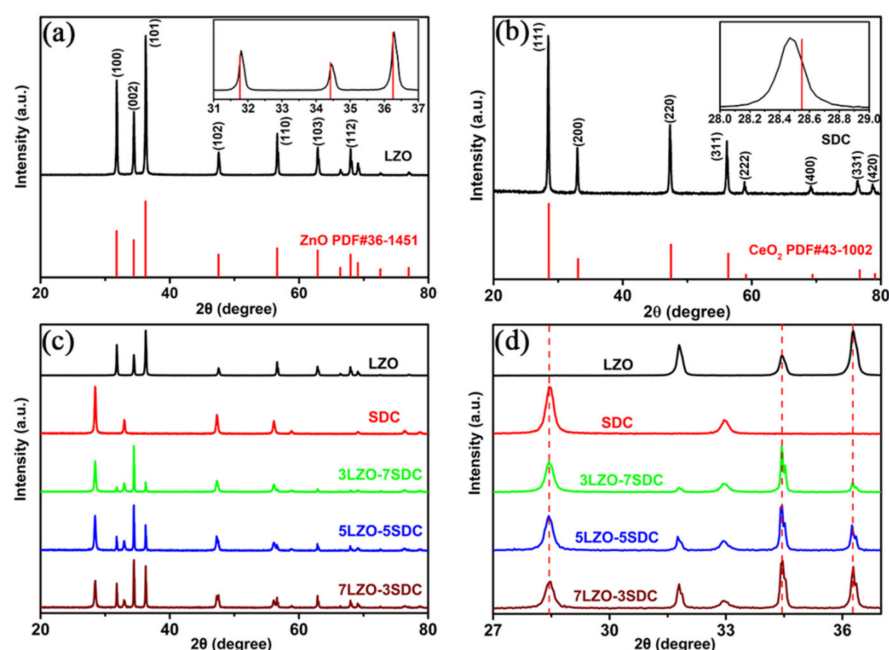 (a)
(100)
(002)
(101)
(102)
(110)
(103)
(112)
31 32 33 34 35 36 37
LZO
ZnO PDF#36-1451
Intensity (a.u.)
20 40 60 80
2θ (degree)
(b)
(111)
(200)
(220)
(311)
(222)
(400)
(331)
(420)
28.0 28.2 28.4 28.6 28.8 29.0
SDC
CeO₂ PDF#43-1002
Intensity (a.u.)
20 40 60 80
2θ (degree)
(c)
LZO
SDC
3LZO-7SDC
5LZO-5SDC
7LZO-3SDC
Intensity (a.u.)
20 40 60 80
2θ (degree)
(d)
LZO
SDC
3LZO-7SDC
5LZO-5SDC
7LZO-3SDC
Intensity (a.u.)
27 30 33 36
2θ (degree)